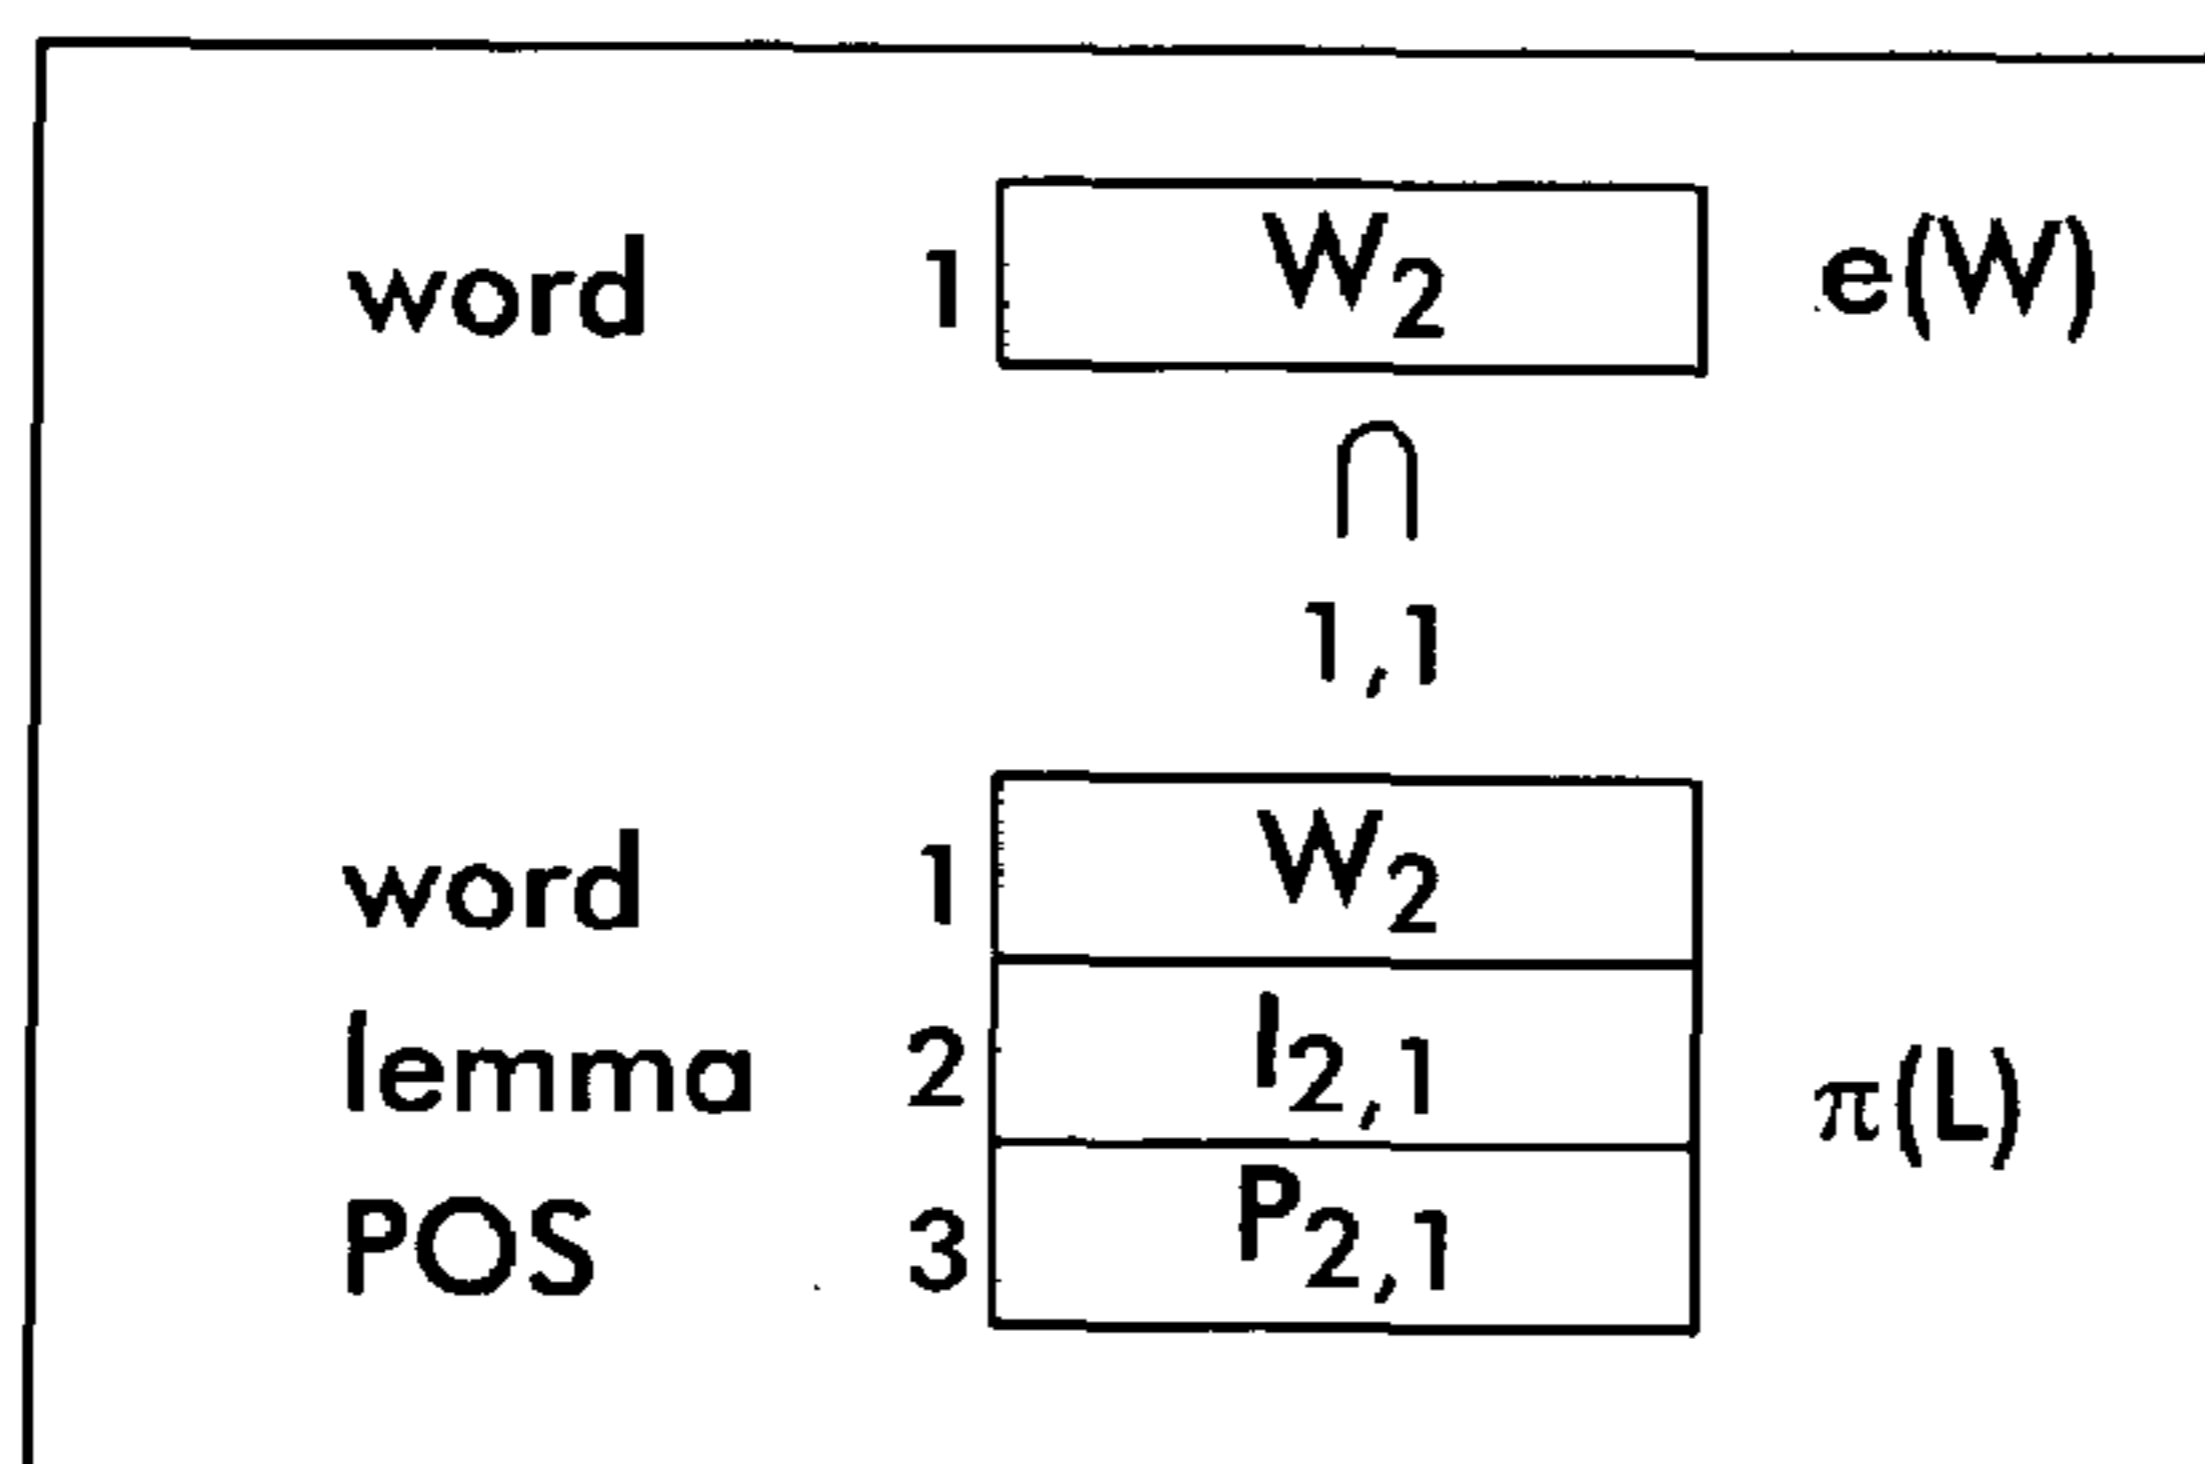 word 1 W₂ e(W)
∩
1,1
word 1 W₂
lemma 2 l₂,₁ π(L)
POS 3 P₂,₁